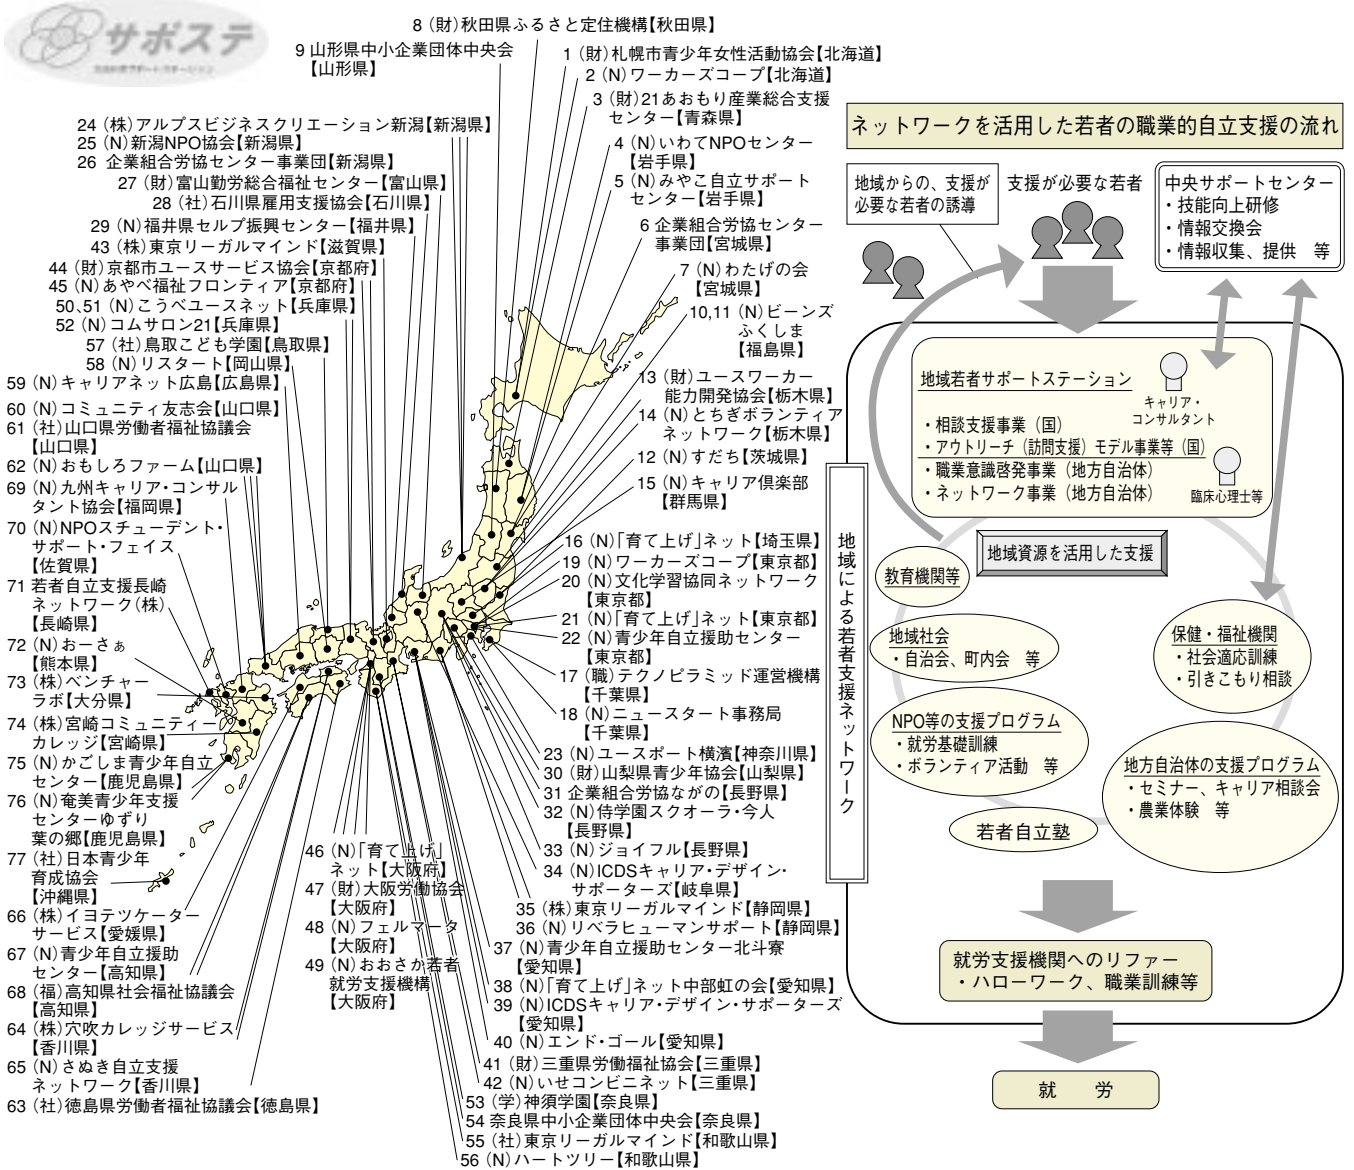 サポステ
8 (財)秋田県ふるさと定住機構【秋田県】
9 山形県中小企業団体中央会
【山形県】
1 (財)札幌市青少年女性活動協会【北海道】
2 (N)ワーカーズコープ【北海道】
3 (財)21あおもり産業総合支援
センター【青森県】
4 (N)いわてNPOセンター
【岩手県】
5 (N)みやこ自立サポート
センター【岩手県】
6 企業組合労協センター
事業団【宮城県】
7 (N)わたげの会
【宮城県】
10,11 (N)ビーンズ
ふくしま
【福島県】
13 (財)ユースワーカー
能力開発協会【栃木県】
14 (N)とちぎボランティア
ネットワーク【栃木県】
12 (N)すだち【茨城県】
15 (N)キャリア倶楽部
【群馬県】
16 (N)「育て上げ」ネット【埼玉県】
19 (N)ワーカーズコープ【東京都】
20 (N)文化学習協同ネットワーク
【東京都】
21 (N)「育て上げ」ネット【東京都】
22 (N)青少年自立援助センター
【東京都】
17 (職)テクノピラミッド運営機構
【千葉県】
18 (N)ニュースタート事務局
【千葉県】
23 (N)ユースポート横濱【神奈川県】
30 (財)山梨県青少年協会【山梨県】
31 企業組合労協ながの【長野県】
32 (N)侍学園スクオーラ・今人
【長野県】
33 (N)ジョイフル【長野県】
34 (N)ICDSキャリア・デザイン・
サポーターズ【岐阜県】
35 (株)東京リーガルマインド【静岡県】
36 (N)リベラヒューマンサポート【静岡県】
37 (N)青少年自立援助センター北斗寮
【愛知県】
38 (N)「育て上げ」ネット中部虹の会【愛知県】
39 (N)ICDSキャリア・デザイン・サポーターズ
【愛知県】
40 (N)エンド・ゴール【愛知県】
41 (財)三重県労働福祉協会【三重県】
42 (N)いせコンビニネット【三重県】
53 (学)神須学園【奈良県】
54 奈良県中小企業団体中央会【奈良県】
55 (社)東京リーガルマインド【和歌山県】
56 (N)ハートツリー【和歌山県】
24 (株)アルプスビジネスクリエーション新潟【新潟県】
25 (N)新潟NPO協会【新潟県】
26 企業組合労協センター事業団【新潟県】
27 (財)富山勤労総合福祉センター【富山県】
28 (社)石川県雇用支援協会【石川県】
29 (N)福井県セルプ振興センター【福井県】
43 (株)東京リーガルマインド【滋賀県】
44 (財)京都市ユースサービス協会【京都府】
45 (N)あやべ福祉フロンティア【京都府】
50、51 (N)こうべユースネット【兵庫県】
52 (N)コムサロン21【兵庫県】
57 (社)鳥取こども学園【鳥取県】
58 (N)リスタート【岡山県】
59 (N)キャリアネット広島【広島県】
60 (N)コミュニティ友志会【山口県】
61 (社)山口県労働者福祉協議会
【山口県】
62 (N)おもしろファーム【山口県】
69 (N)九州キャリア・コンサル
タント協会【福岡県】
70 (N)NPOスチューデント・
サポート・フェイス
【佐賀県】
71 若者自立支援長崎
ネットワーク(株)
【長崎県】
72 (N)おーさぁ
【熊本県】
73 (株)ベンチャー
ラボ【大分県】
74 (株)宮崎コミュニティー
カレッジ【宮崎県】
75 (N)かごしま青少年自立
センター【鹿児島県】
76 (N)奄美青少年支援
センターゆずり
葉の郷【鹿児島県】
77 (社)日本青少年
育成協会
【沖縄県】
66 (株)イヨテツケーター
サービス【愛媛県】
67 (N)青少年自立援助
センター【高知県】
68 (福)高知県社会福祉協議会
【高知県】
64 (株)穴吹カレッジサービス
【香川県】
65 (N)さぬき自立支援
ネットワーク【香川県】
63 (社)徳島県労働者福祉協議会【徳島県】
46 (N)「育て上げ」
ネット【大阪府】
47 (財)大阪労働協会
【大阪府】
48 (N)フェルマータ
【大阪府】
49 (N)おおさか若者
就労支援機構
【大阪府】
ネットワークを活用した若者の職業的自立支援の流れ
地域からの、支援が
必要な若者の誘導
支援が必要な若者
中央サポートセンター
・技能向上研修
・情報交換会
・情報収集、提供 等
地域若者サポートステーション
・相談支援事業(国)
・アウトリーチ(訪問支援)モデル事業等(国)
・職業意識啓発事業(地方自治体)
・ネットワーク事業(地方自治体)
キャリア・
コンサルタント
臨床心理士等
地域による若者支援ネットワーク
地域資源を活用した支援
教育機関等
地域社会
・自治会、町内会 等
NPO等の支援プログラム
・就労基礎訓練
・ボランティア活動 等
若者自立塾
保健・福祉機関
・社会適応訓練
・引きこもり相談
地方自治体の支援プログラム
・セミナー、キャリア相談会
・農業体験 等
就労支援機関へのリファー
・ハローワーク、職業訓練等
就 労